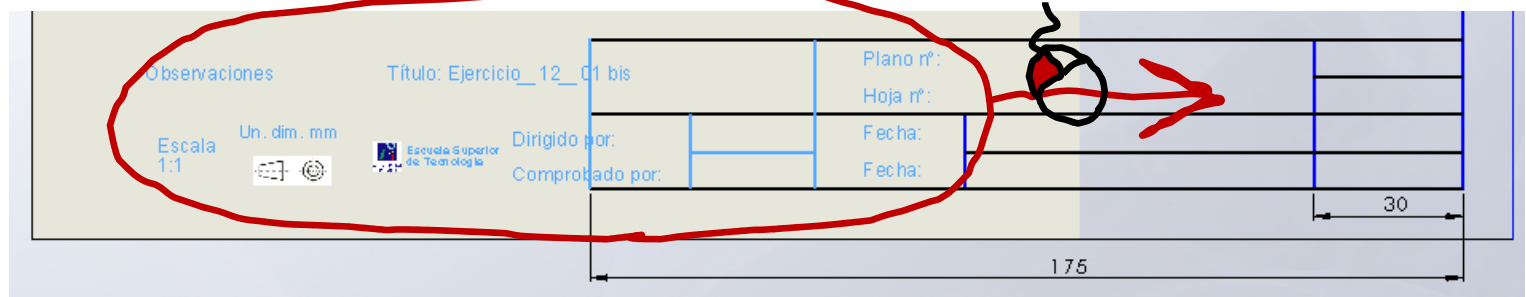 Observaciones
Título: Ejercicio__12__01 bis
Plano nº:
Hoja nº:
Escala
1:1
Un. dim. mm
Escuela Superior
de Tecnología
Dirigido por:
Fecha:
Comprobado por:
Fecha:
30
175